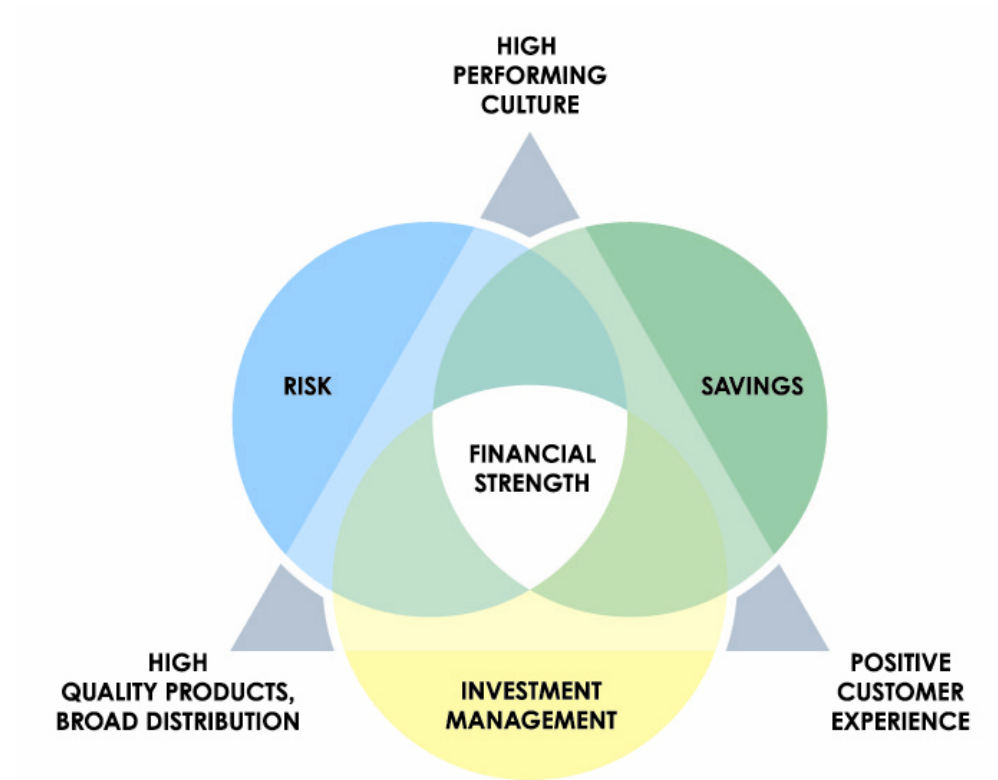 HIGH
PERFORMING
CULTURE
RISK
SAVINGS
FINANCIAL
STRENGTH
HIGH
QUALITY PRODUCTS,
BROAD DISTRIBUTION
INVESTMENT
MANAGEMENT
POSITIVE
CUSTOMER
EXPERIENCE